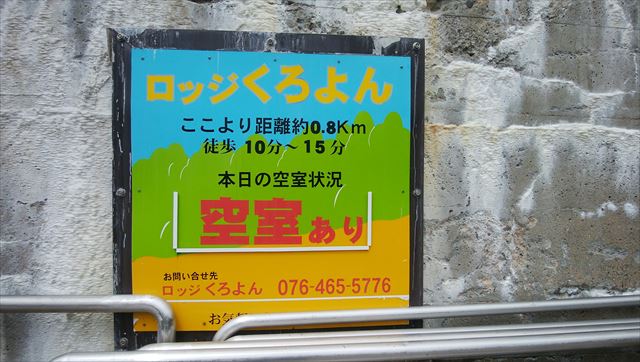 ロッジくろよん
ここより距離約0.8Km
徒歩 10分～15分
本日の空室状況
空室あり
お問い合せ先
ロッジくろよん 076-465-5776
お気